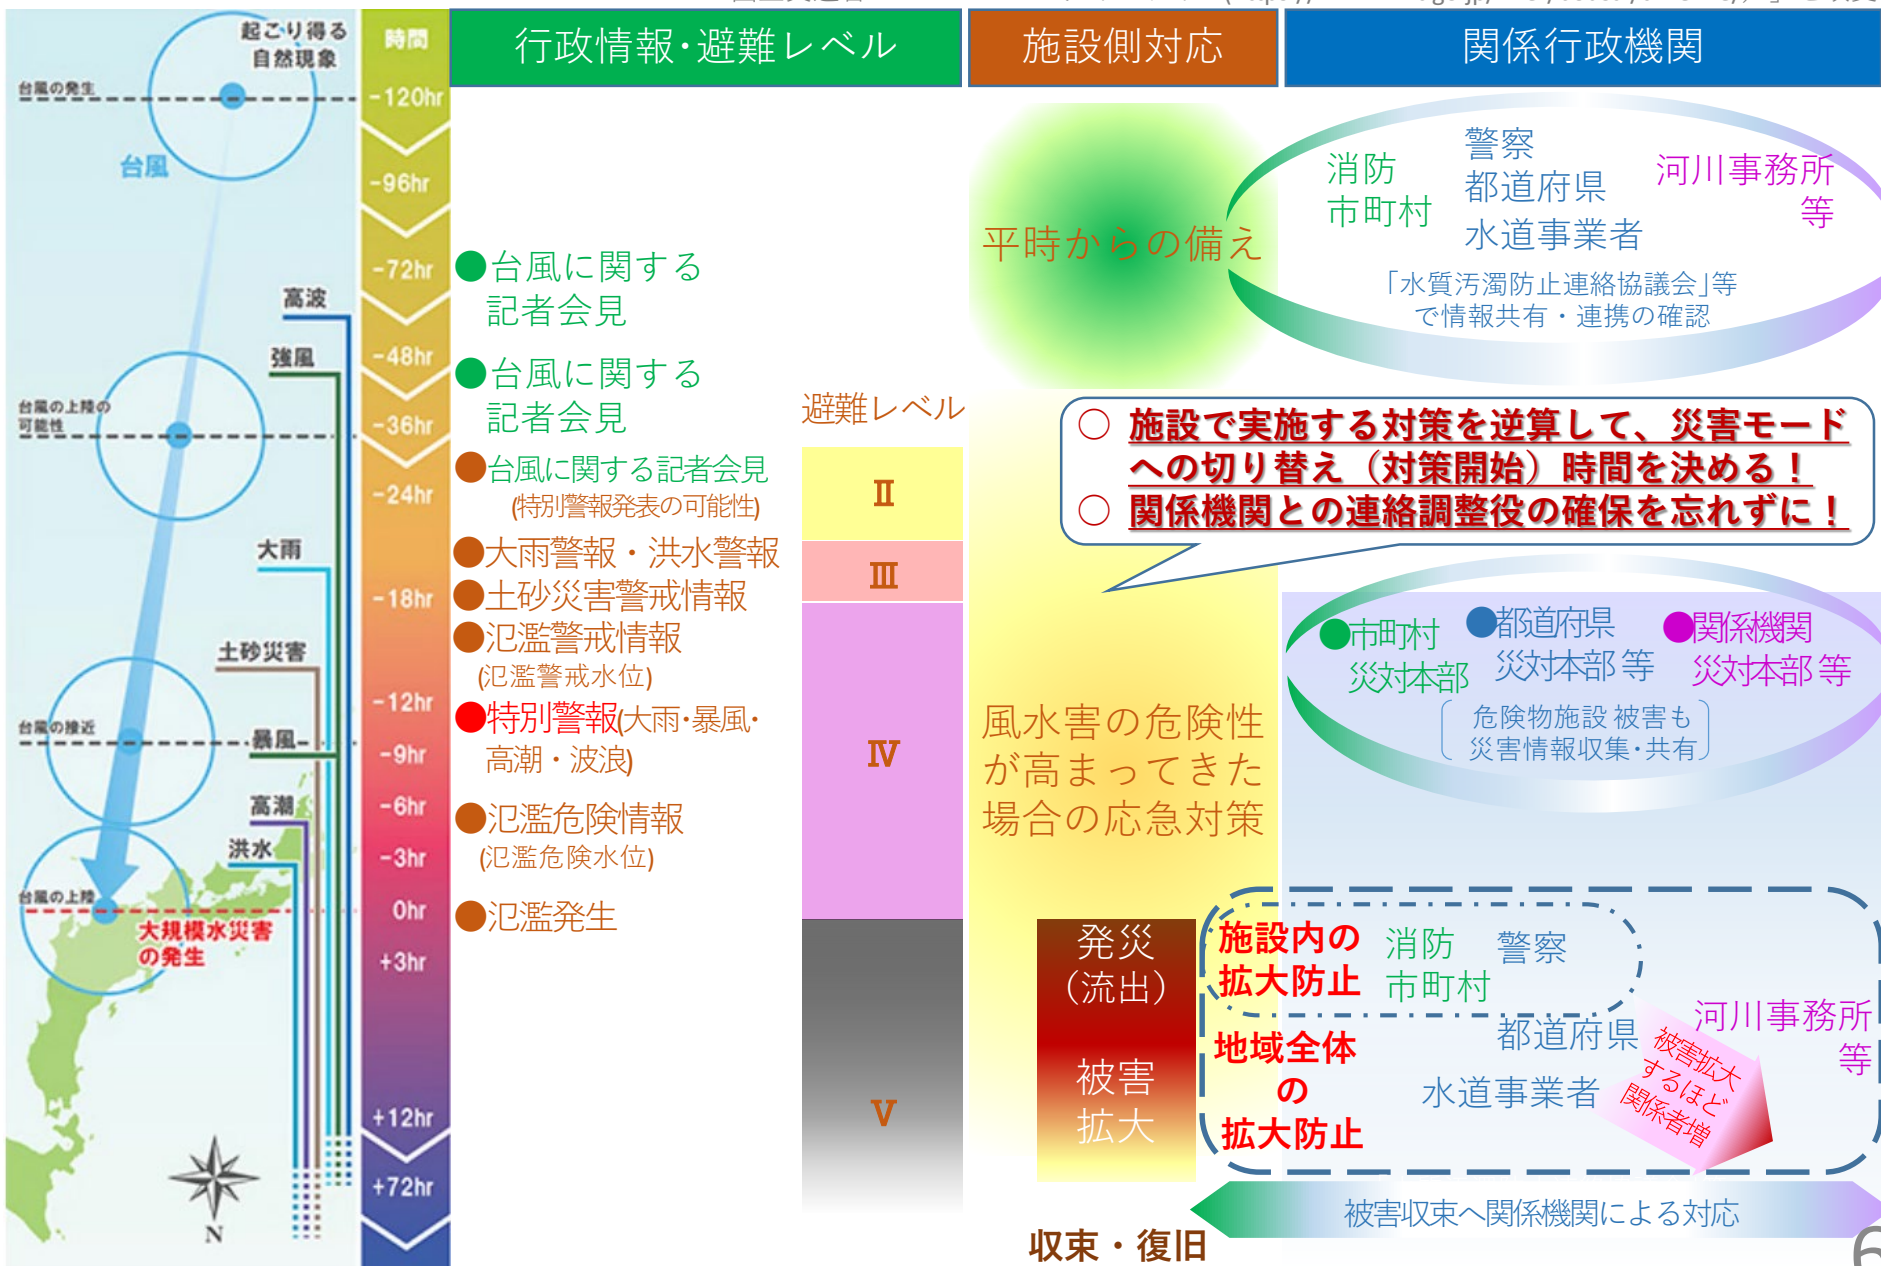 起こり得る
自然現象
時間
行政情報・避難レベル
施設側対応
関係行政機関
台風の発生
台風
高波
強風
台風の上陸の
可能性
大雨
土砂災害
台風の接近
暴風
高潮
洪水
台風の上陸
大規模水災害
の発生
N
-120hr
-96hr
-72hr
-48hr
-36hr
-24hr
-18hr
-12hr
-9hr
-6hr
-3hr
0hr
+3hr
+12hr
+72hr
●台風に関する
記者会見
●台風に関する
記者会見
●台風に関する記者会見
(特別警報発表の可能性)
●大雨警報・洪水警報
●土砂災害警戒情報
●氾濫警戒情報
(氾濫警戒水位)
●特別警報(大雨・暴風・
高潮・波浪)
●氾濫危険情報
(氾濫危険水位)
●氾濫発生
避難レベル
Ⅱ
Ⅲ
Ⅳ
Ⅴ
平時からの備え
消防
市町村
警察
都道府県
水道事業者
河川事務所
等
「水質汚濁防止連絡協議会」等
で情報共有・連携の確認
○ 施設で実施する対策を逆算して、災害モード
への切り替え（対策開始）時間を決める！
○ 関係機関との連絡調整役の確保を忘れずに！
風水害の危険性
が高まってきた
場合の応急対策
●市町村
災対本部
●都道府県
災対本部 等
●関係機関
災対本部 等
危険物施設 被害も
災害情報収集・共有
発災
（流出）
被害
拡大
施設内の
拡大防止
消防
市町村
警察
地域全体
の
拡大防止
都道府県
水道事業者
河川事務所
等
被害拡大
するほど
関係者増
被害収束へ関係機関による対応
収束・復旧